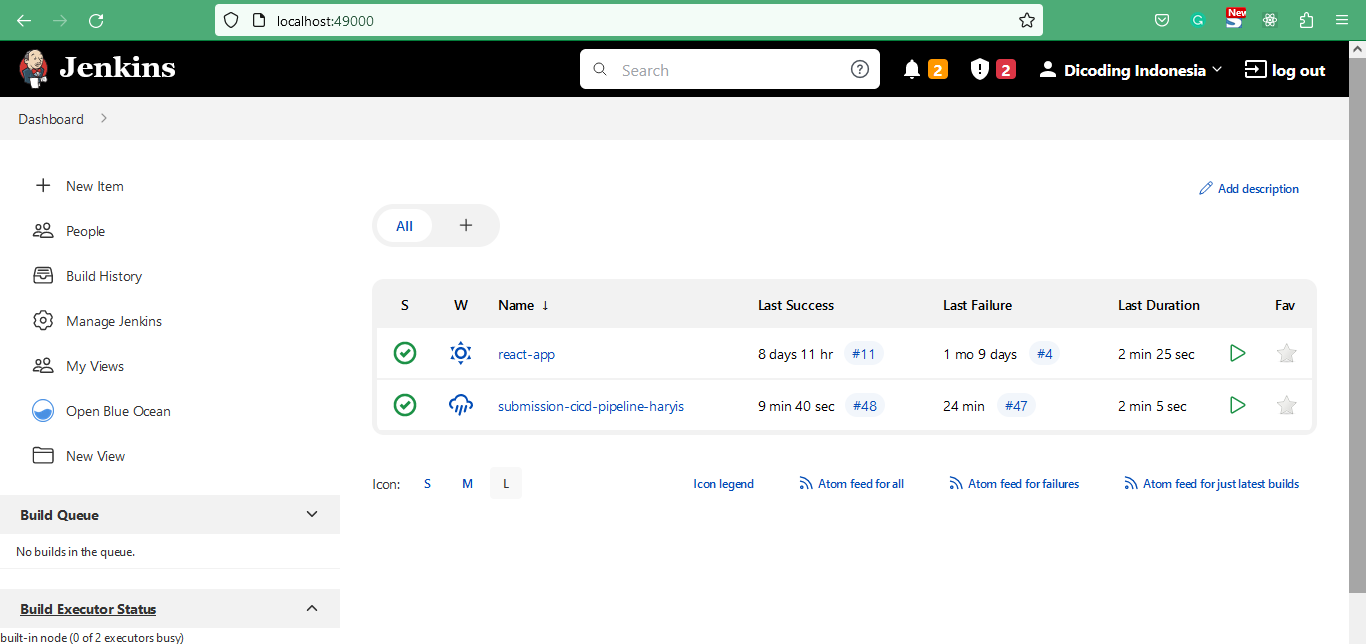 localhost:49000
New
G
Jenkins
Search
2
2
Dicoding Indonesia
log out
Dashboard
New Item
People
Build History
Manage Jenkins
My Views
Open Blue Ocean
New View
Build Queue
No builds in the queue.
Build Executor Status
built-in node (0 of 2 executors busy)
Add description
All
S W Name ↓ Last Success Last Failure Last Duration Fav
react-app 8 days 11 hr #11 1 mo 9 days #4 2 min 25 sec
submission-cicd-pipeline-haryis 9 min 40 sec #48 24 min #47 2 min 5 sec
Icon: S M L
Icon legend
Atom feed for all
Atom feed for failures
Atom feed for just latest builds